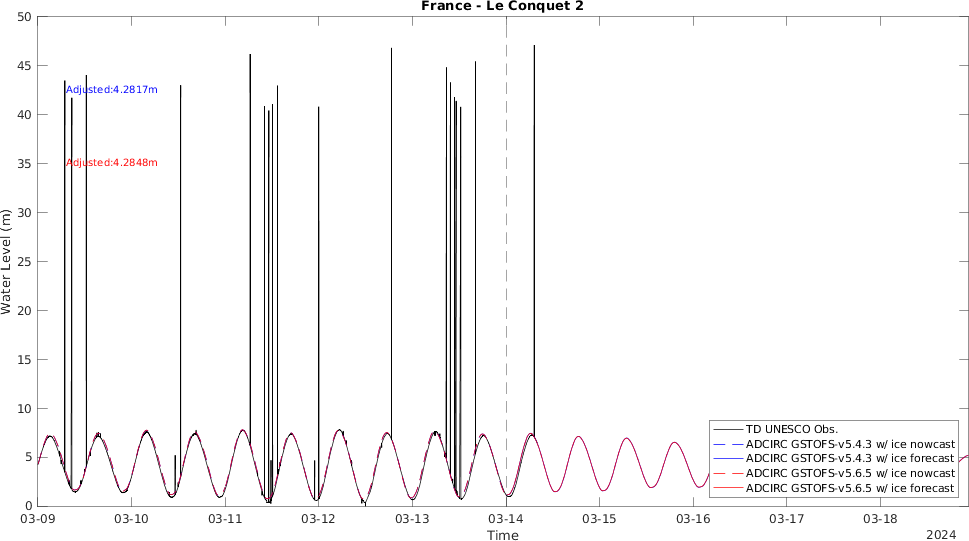 France - Le Conquet 2
50
45
40
35
30
25
20
15
10
5
0
Water Level (m)
Adjusted:4.2817m
Adjusted:4.2848m
TD UNESCO Obs.
ADCIRC GSTOFS-v5.4.3 w/ ice nowcast
ADCIRC GSTOFS-v5.4.3 w/ ice forecast
ADCIRC GSTOFS-v5.6.5 w/ ice nowcast
ADCIRC GSTOFS-v5.6.5 w/ ice forecast
03-09 03-10 03-11 03-12 03-13 03-14 03-15 03-16 03-17 03-18
Time
2024